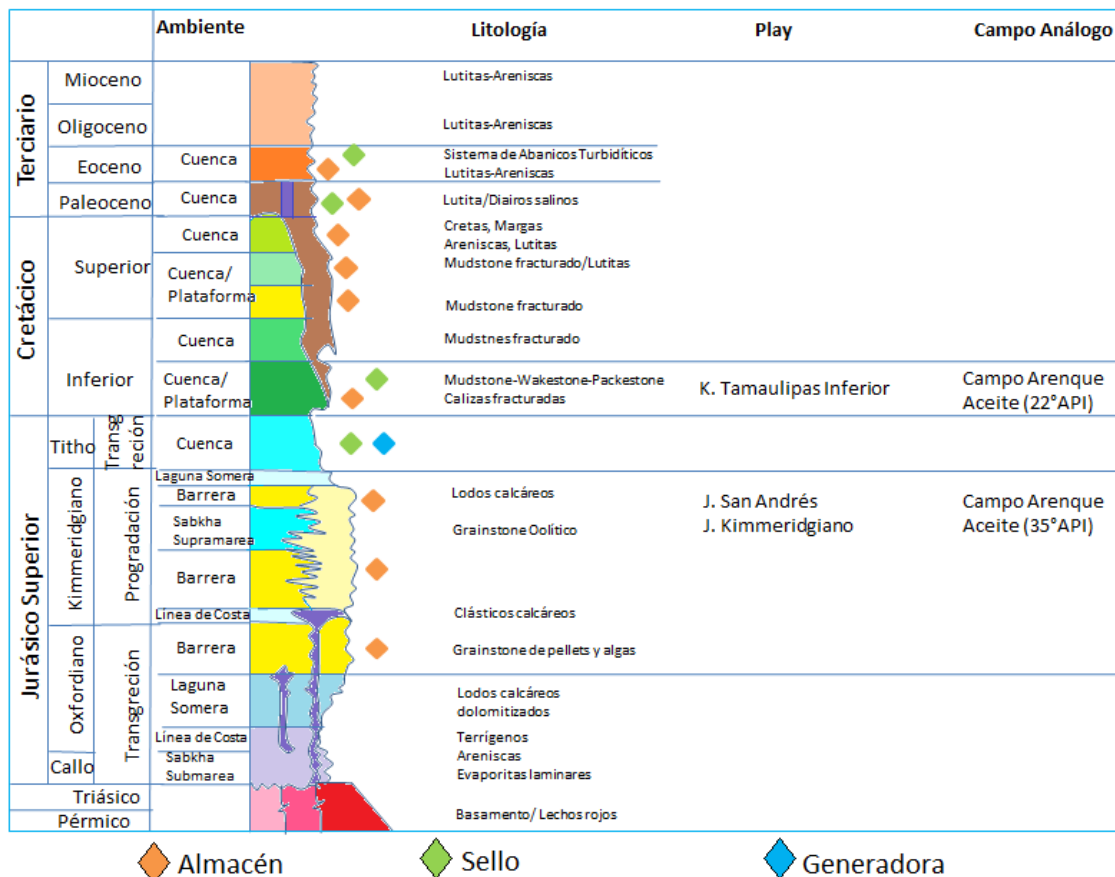 Ambiente Litología Play Campo Análogo
Terciario
Mioceno Lutitas-Areniscas
Oligoceno Lutitas-Areniscas
Eoceno Cuenca Sistema de Abanicos Turbidíticos
Lutitas-Areniscas
Paleoceno Cuenca Lutita/Diairos salinos
Cretácico
Superior
Cuenca Cretas, Margas
Areniscas, Lutitas
Cuenca/ Mudstone fracturado/Lutitas
Plataforma Mudstone fracturado
Inferior
Cuenca Mudstnes fracturado
Cuenca/ Mudstone-Wakestone-Packestone K. Tamaulipas Inferior Campo Arenque
Plataforma Calizas fracturadas Aceite (22°API)
Jurásico Superior
Titho Transg
reción Cuenca
Kimmeridgiano Progradación
Laguna Somera
Barrera Lodos calcáreos J. San Andrés Campo Arenque
Sabkha Grainstone Oolítico J. Kimmeridgiano Aceite (35°API)
Supramarea
Barrera
Línea de Costa Clásticos calcáreos
Oxfordiano Transgreción
Barrera Grainstone de pellets y algas
Laguna Lodos calcáreos
Somera dolomitizados
Línea de Costa Terrígenos
Callo Sabkha Areniscas
Submarea Evaporitas laminares
Triásico
Pérmico Basamento/ Lechos rojos
Almacén Sello Generadora